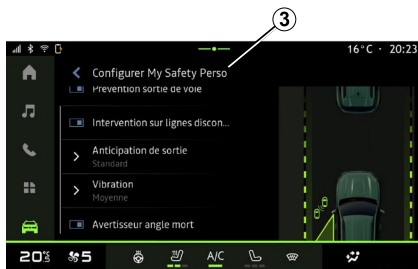 3
16°C · 20:23
Configurer My Safety Perso
Prévention sortie de voie
Intervention sur lignes discon...
Anticipation de sortie
Standard
Vibration
Moyenne
Avertisseur angle mort
20°5
5
A/C